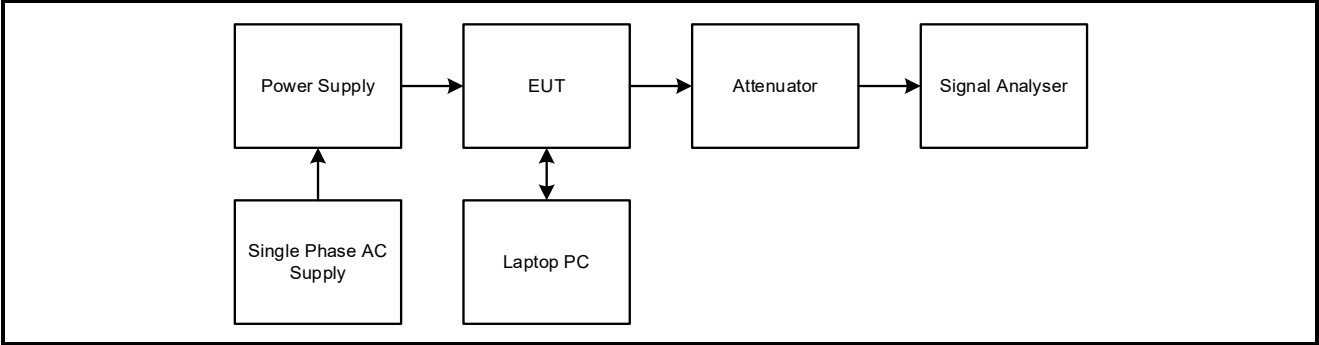 Power Supply
EUT
Attenuator
Signal Analyser
Single Phase AC
Supply
Laptop PC